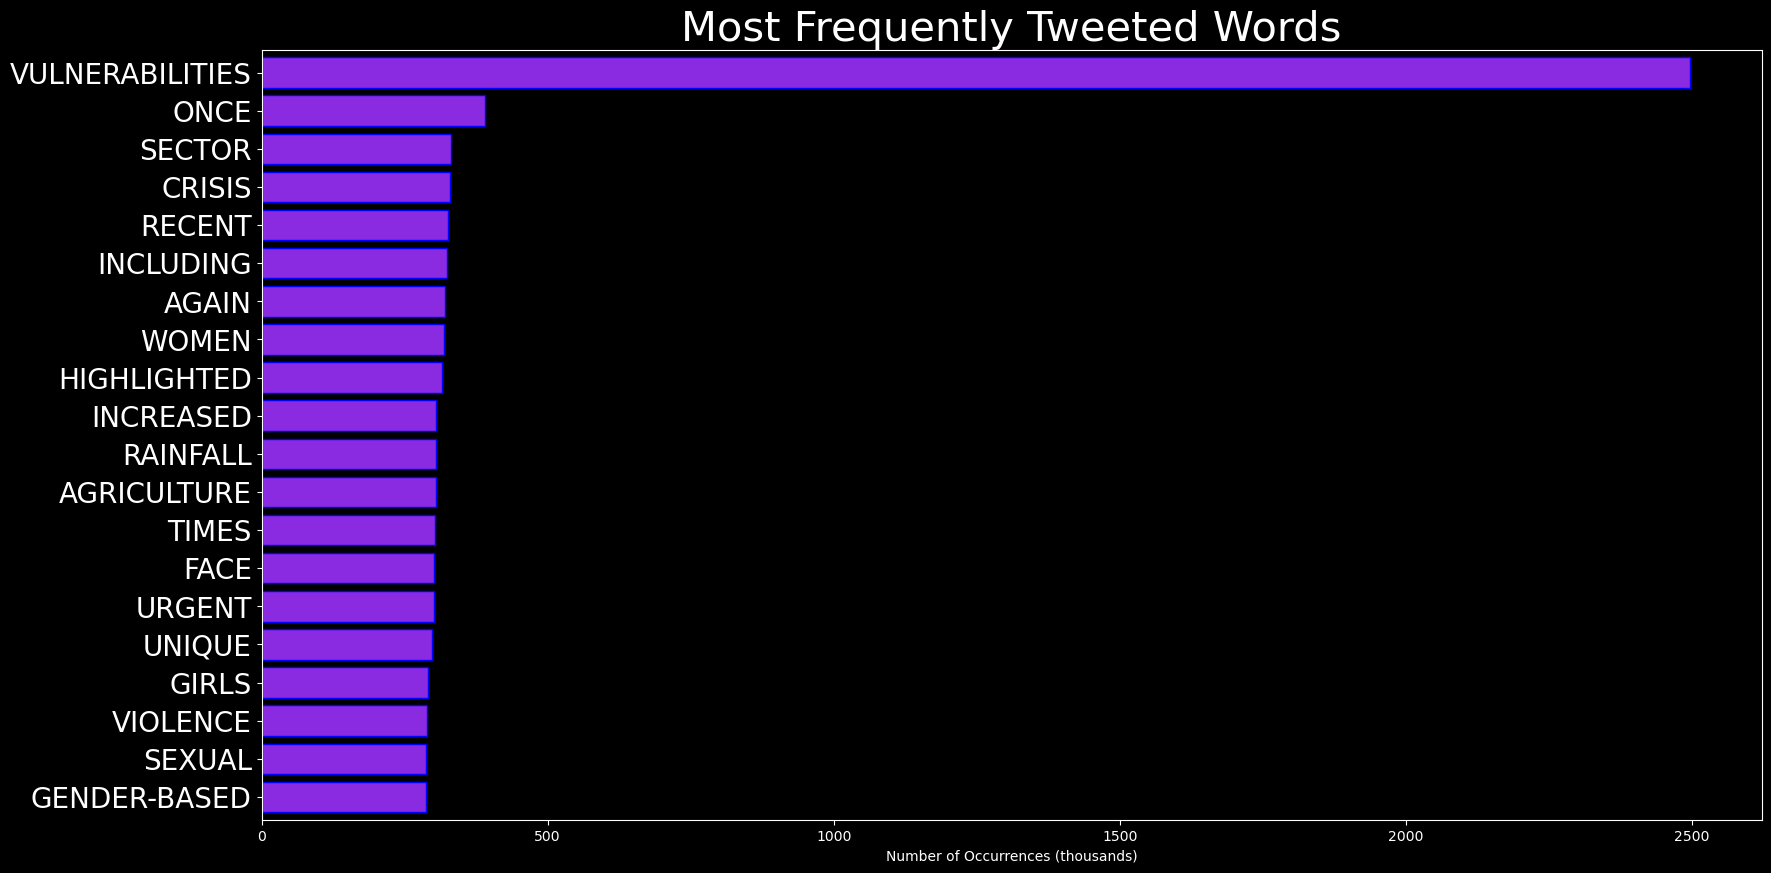 Most Frequently Tweeted Words
VULNERABILITIES
ONCE
SECTOR
CRISIS
RECENT
INCLUDING
AGAIN
WOMEN
HIGHLIGHTED
INCREASED
RAINFALL
AGRICULTURE
TIMES
FACE
URGENT
UNIQUE
GIRLS
VIOLENCE
SEXUAL
GENDER-BASED
0 500 1000 1500 2000 2500
Number of Occurrences (thousands)